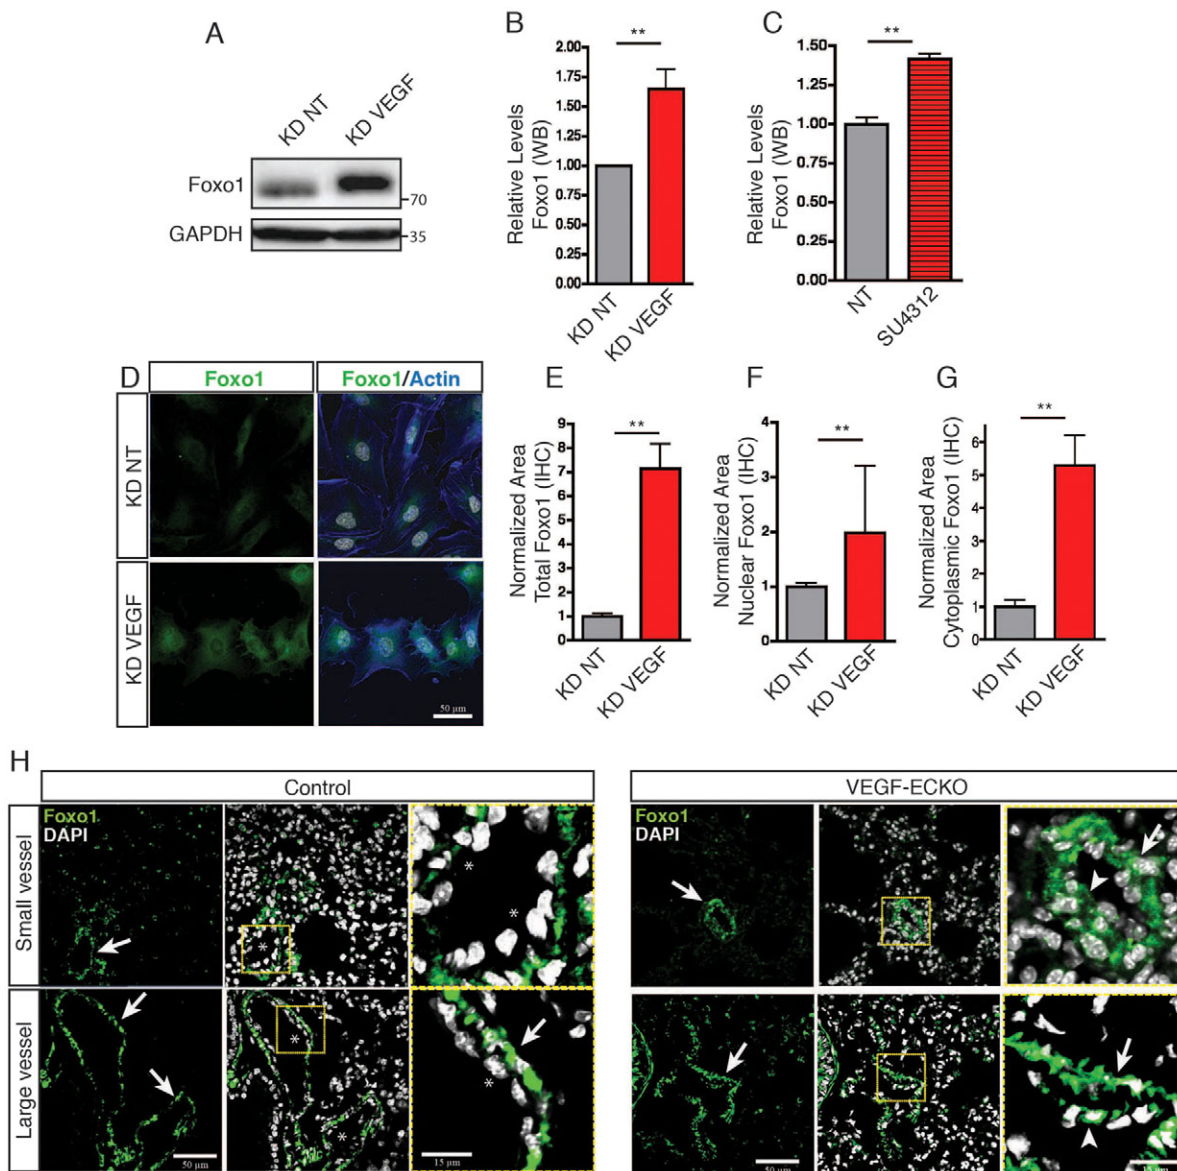 A
KD NT
KD VEGF
Foxo1
70
GAPDH
35
B
**
Relative Levels
Foxo1 (WB)
2.00
1.75
1.50
1.25
1.00
0.75
0.50
0.25
0.00
KD NT
KD VEGF
C
**
Relative Levels
Foxo1 (WB)
1.50
1.25
1.00
0.75
0.50
0.25
0.00
NT
SU4312
D
Foxo1
Foxo1/Actin
KD NT
KD VEGF
50 µm
E
**
Normalized Area
Total Foxo1 (IHC)
9
8
7
6
5
4
3
2
1
0
KD NT
KD VEGF
F
**
Normalized Area
Nuclear Foxo1 (IHC)
4
3
2
1
0
KD NT
KD VEGF
G
**
Normalized Area
Cytoplasmic Foxo1 (IHC)
6
5
4
3
2
1
0
KD NT
KD VEGF
H
Control
VEGF-ECKO
Small vessel
Foxo1
DAPI
*
*
*
Foxo1
DAPI
Large vessel
50 µm
*
*
*
15 µm
50 µm
15 µm